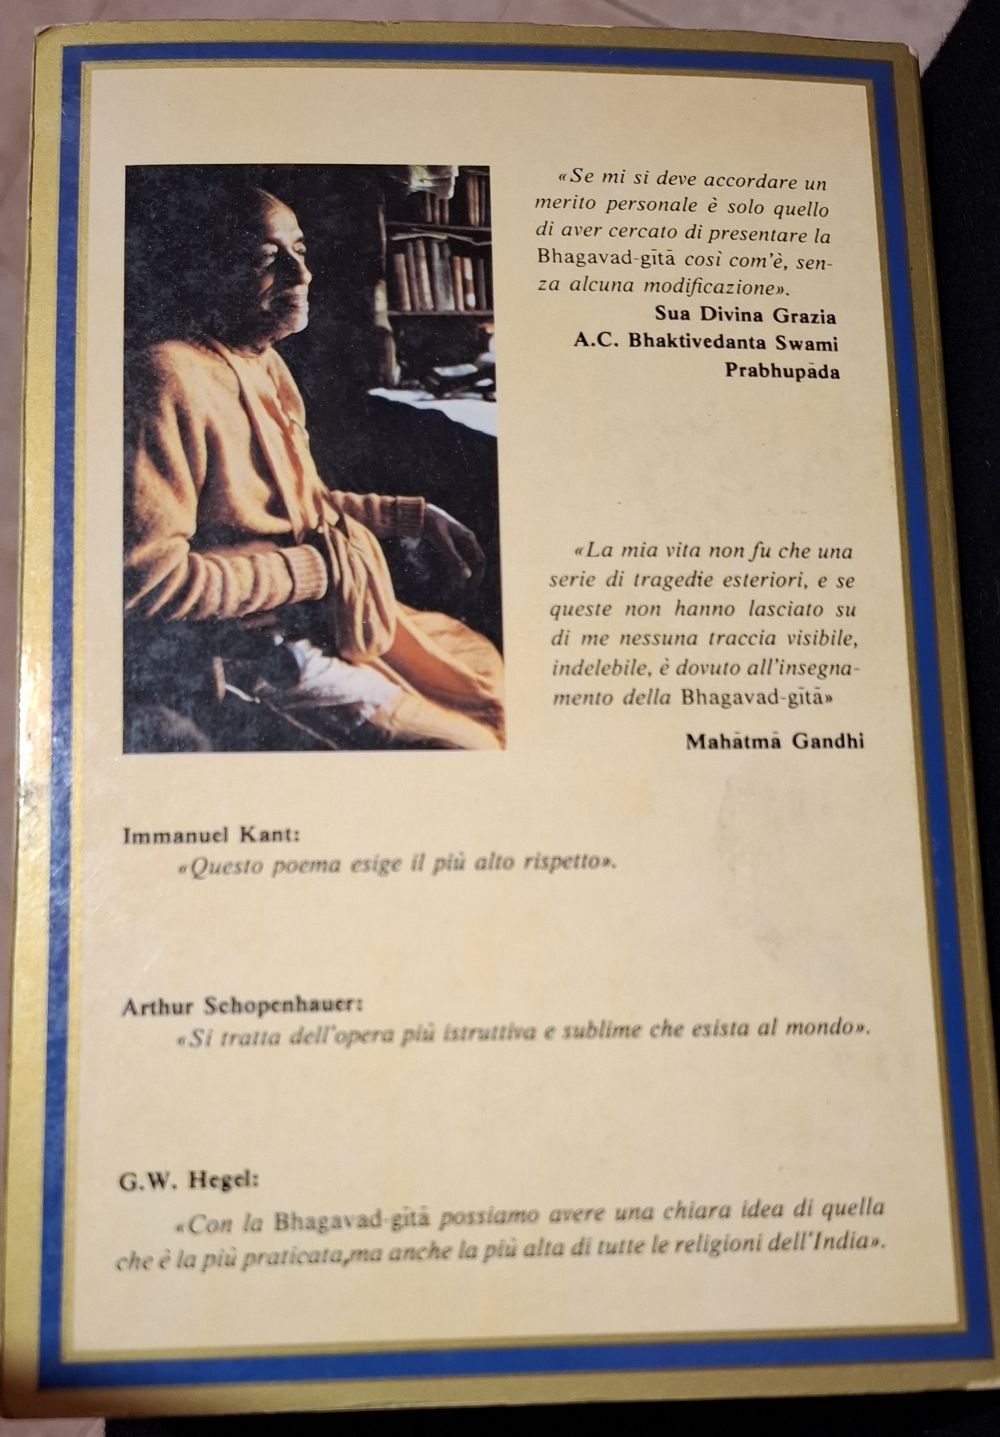 «Se mi si deve accordare un
merito personale è solo quello
di aver cercato di presentare la
Bhagavad-gītā così com'è, sen-
za alcuna modificazione».
Sua Divina Grazia
A.C. Bhaktivedanta Swami
Prabhupāda
«La mia vita non fu che una
serie di tragedie esteriori, e se
queste non hanno lasciato su
di me nessuna traccia visibile,
indelebile, è dovuto all'insegna-
mento della Bhagavad-gītā»
Mahātmā Gandhi
Immanuel Kant:
«Questo poema esige il più alto rispetto».
Arthur Schopenhauer:
«Si tratta dell'opera più istruttiva e sublime che esista al mondo».
G.W. Hegel:
«Con la Bhagavad-gītā possiamo avere una chiara idea di quella
che è la più praticata,ma anche la più alta di tutte le religioni dell'India».